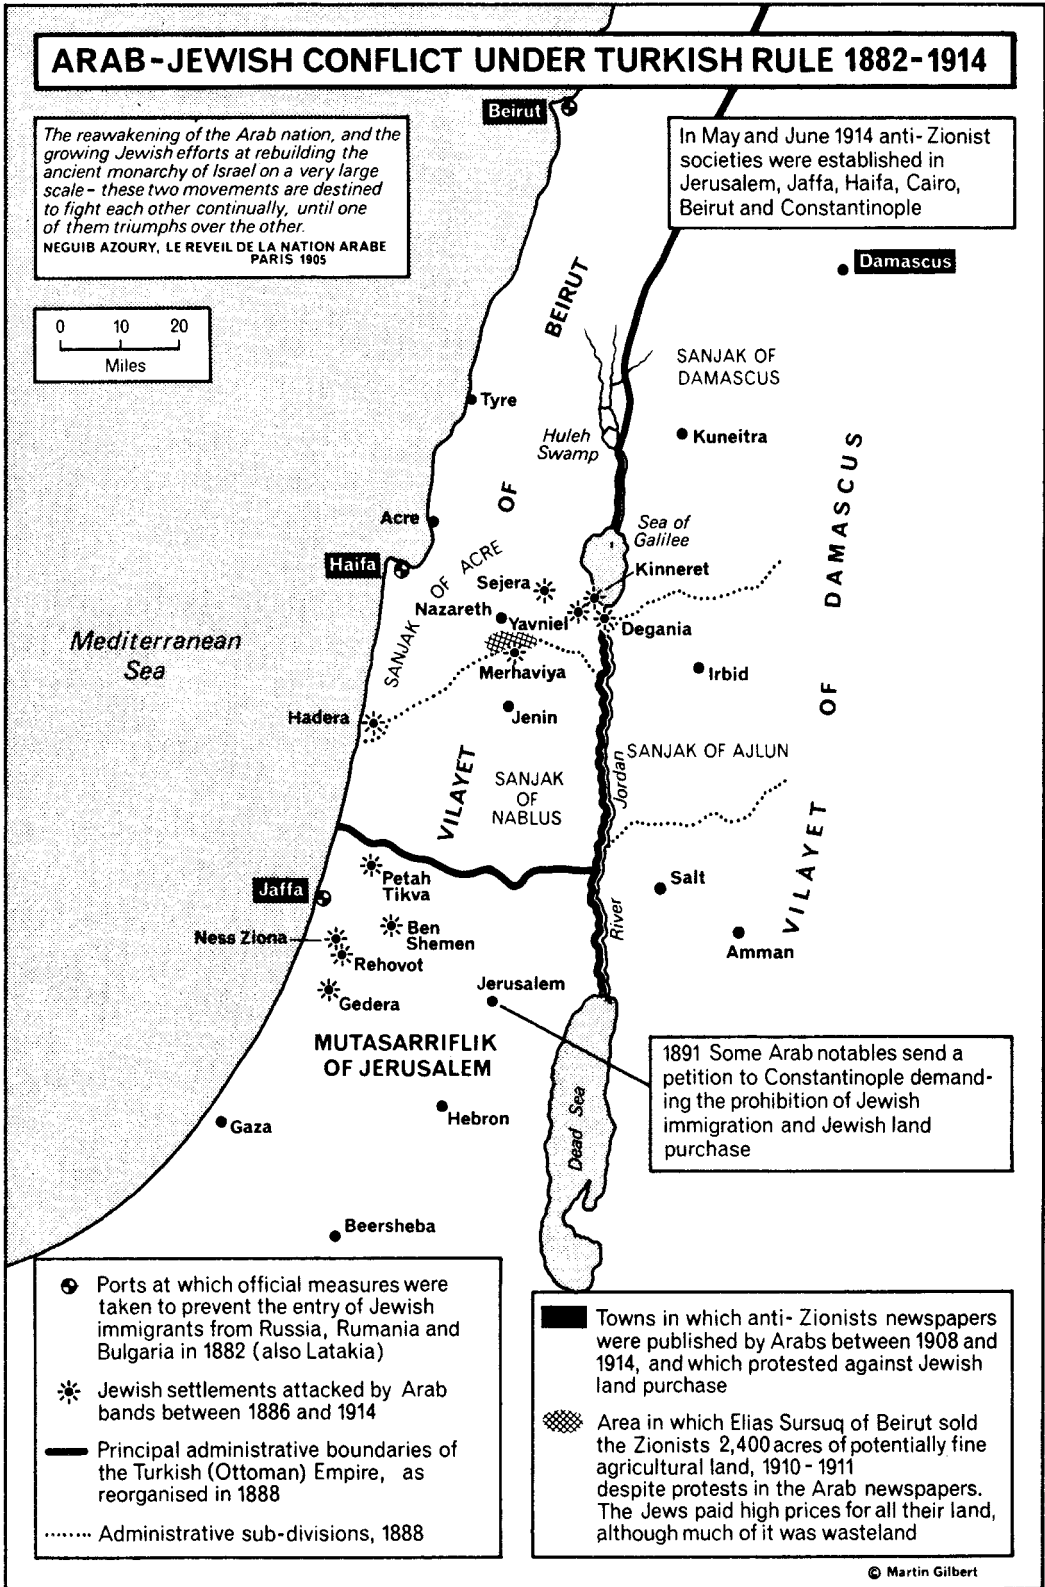 ARAB-JEWISH CONFLICT UNDER TURKISH RULE 1882-1914
Beirut
The reawakening of the Arab nation, and the
growing Jewish efforts at rebuilding the
ancient monarchy of Israel on a very large
scale - these two movements are destined
to fight each other continually, until one
of them triumphs over the other.
NEGUIB AZOURY, LE REVEIL DE LA NATION ARABE
PARIS 1905
In May and June 1914 anti-Zionist
societies were established in
Jerusalem, Jaffa, Haifa, Cairo,
Beirut and Constantinople
Damascus
0 10 20
Miles
VILAYET OF BEIRUT
SANJAK OF
DAMASCUS
Tyre
Huleh
Swamp
Kuneitra
VILAYET OF DAMASCUS
Acre
Sea of
Galilee
Haifa
SANJAK OF ACRE
Kinneret
Sejera
Nazareth
Yavniel
Degania
Mediterranean
Sea
Merhaviya
Irbid
Hadera
Jenin
SANJAK OF AJLUN
SANJAK
OF
NABLUS
Jordan
River
Petah
Tikva
Jaffa
Salt
Ben
Shemen
Ness Ziona
Rehovot
Amman
Gedera
Jerusalem
MUTASARRIFLIK
OF JERUSALEM
1891 Some Arab notables send a
petition to Constantinople demand-
ing the prohibition of Jewish
immigration and Jewish land
purchase
Dead Sea
Hebron
Gaza
Beersheba
Ports at which official measures were
taken to prevent the entry of Jewish
immigrants from Russia, Rumania and
Bulgaria in 1882 (also Latakia)
Jewish settlements attacked by Arab
bands between 1886 and 1914
Principal administrative boundaries of
the Turkish (Ottoman) Empire, as
reorganised in 1888
Administrative sub-divisions, 1888
Towns in which anti-Zionists newspapers
were published by Arabs between 1908 and
1914, and which protested against Jewish
land purchase
Area in which Elias Sursuq of Beirut sold
the Zionists 2,400 acres of potentially fine
agricultural land, 1910-1911
despite protests in the Arab newspapers.
The Jews paid high prices for all their land,
although much of it was wasteland
© Martin Gilbert